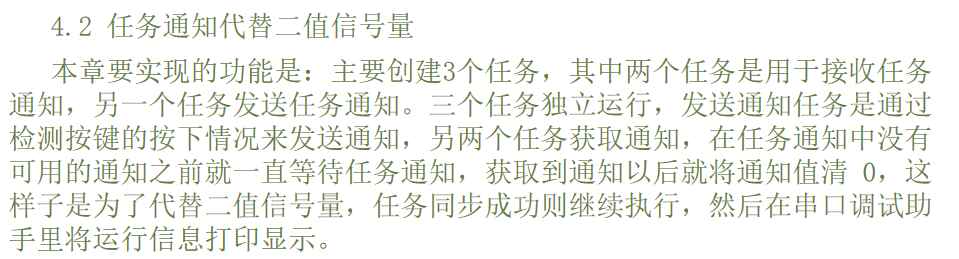 4.2 任务通知代替二值信号量
本章要实现的功能是：主要创建3个任务，其中两个任务是用于接收任务
通知，另一个任务发送任务通知。三个任务独立运行，发送通知任务是通过
检测按键的按下情况来发送通知，另两个任务获取通知，在任务通知中没有
可用的通知之前就一直等待任务通知，获取到通知以后就将通知值清 0，这
样子是为了代替二值信号量，任务同步成功则继续执行，然后在串口调试助
手里将运行信息打印显示。